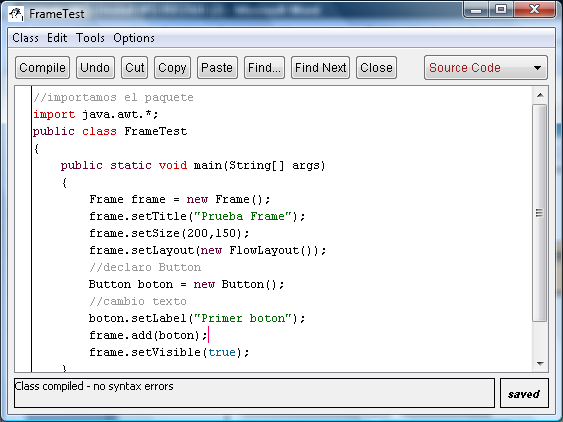 FrameTest
Class Edit Tools Options
Compile Undo Cut Copy Paste Find... Find Next Close Source Code
//importamos el paquete
import java.awt.*;
public class FrameTest
{
    public static void main(String[] args)
    {
        Frame frame = new Frame();
        frame.setTitle("Prueba Frame");
        frame.setSize(200,150);
        frame.setLayout(new FlowLayout());
        //declaro Button
        Button boton = new Button();
        //cambio texto
        boton.setLabel("Primer boton");
        frame.add(boton);
        frame.setVisible(true);
    }
Class compiled - no syntax errors
saved